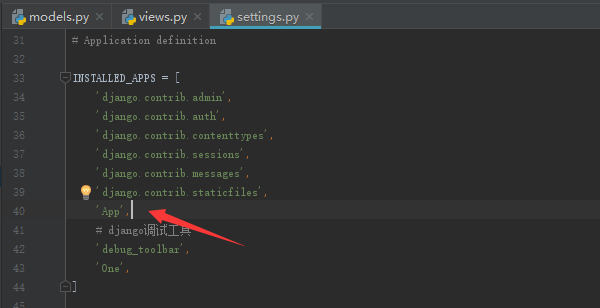 models.py × views.py × settings.py ×
31 # Application definition
32
33 INSTALLED_APPS = [
34 'django.contrib.admin',
35 'django.contrib.auth',
36 'django.contrib.contenttypes',
37 'django.contrib.sessions',
38 'django.contrib.messages',
39 'django.contrib.staticfiles',
40 'App',
41 # django调试工具
42 'debug_toolbar',
43 'One',
44 ]
45